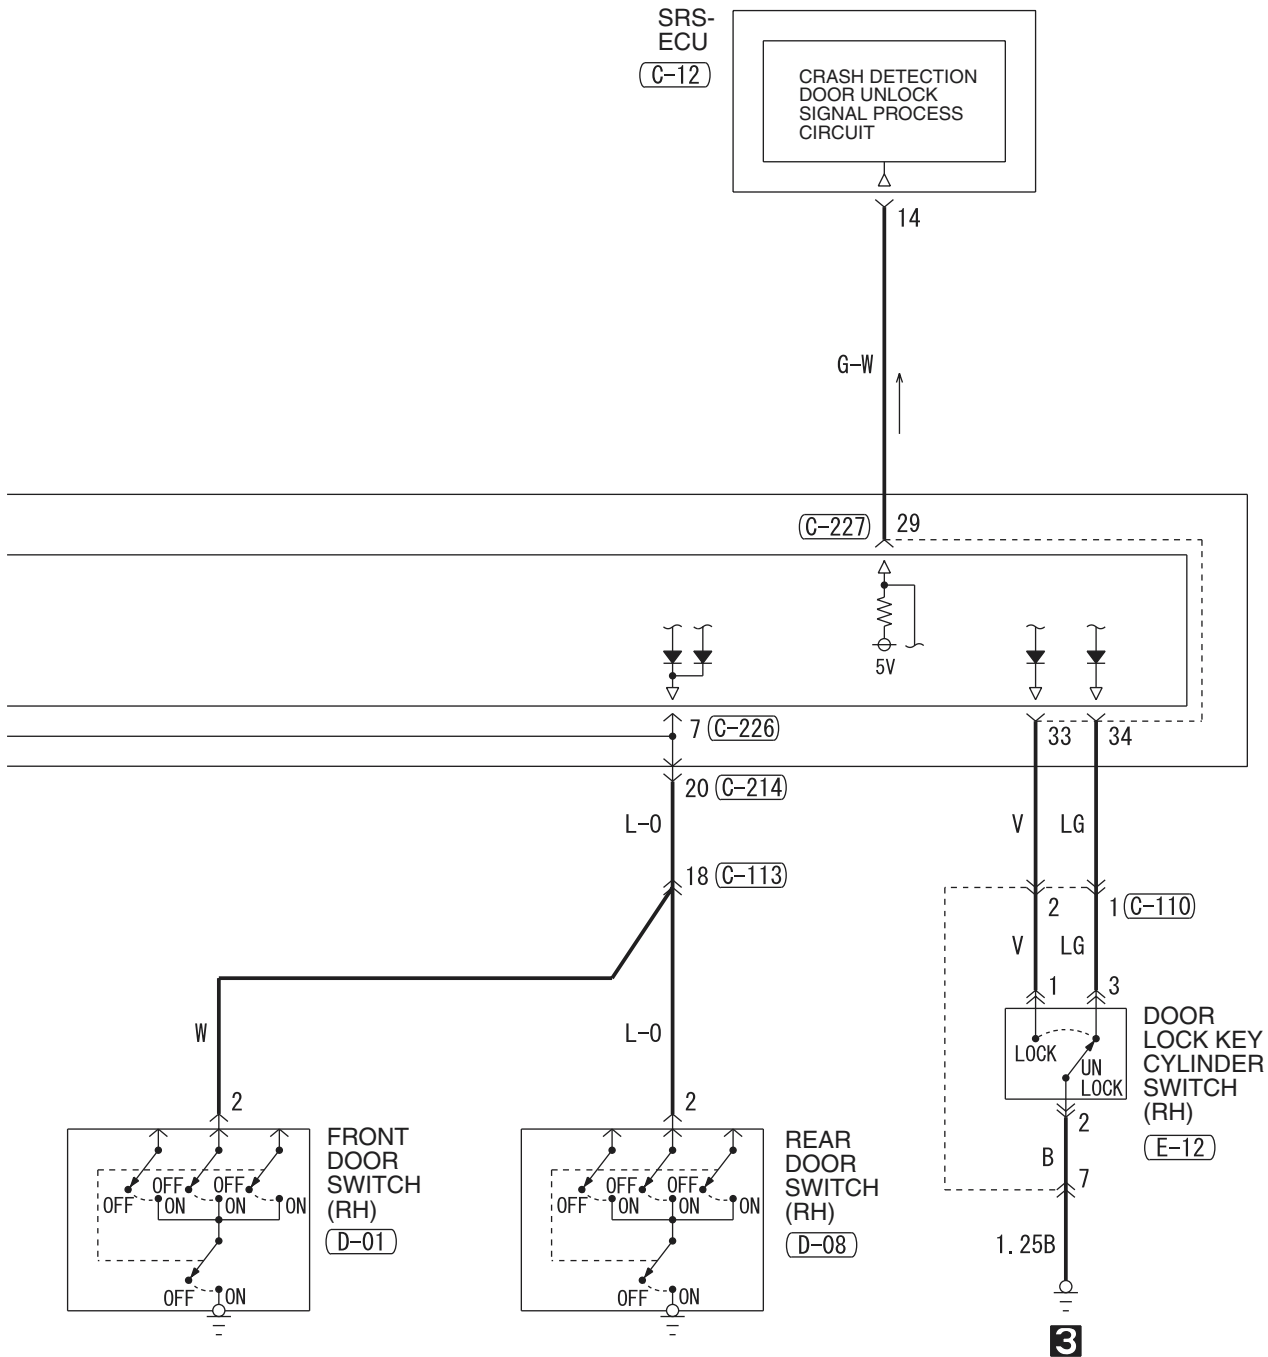 SRS-
ECU
C-12
CRASH DETECTION
DOOR UNLOCK
SIGNAL PROCESS
CIRCUIT
14
G-W
C-227
29
5V
7
C-226
33
34
20
C-214
L-O
V
LG
18
C-113
2
1
C-110
V
LG
1
3
W
L-O
LOCK
UN
LOCK
DOOR
LOCK KEY
CYLINDER
SWITCH
(RH)
E-12
2
2
2
B
7
1.25B
3
OFF
OFF
ON
OFF
ON
ON
OFF
ON
FRONT
DOOR
SWITCH
(RH)
D-01
OFF
OFF
ON
OFF
ON
ON
OFF
ON
REAR
DOOR
SWITCH
(RH)
D-08